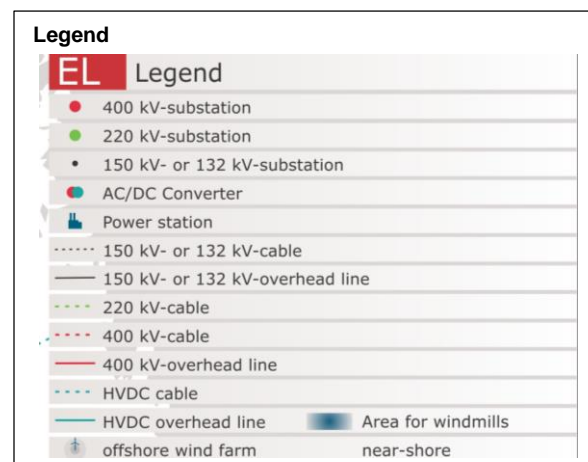 Legend
EL Legend
400 kV-substation
220 kV-substation
150 kV- or 132 kV-substation
AC/DC Converter
Power station
150 kV- or 132 kV-cable
150 kV- or 132 kV-overhead line
220 kV-cable
400 kV-cable
400 kV-overhead line
HVDC cable
HVDC overhead line Area for windmills
offshore wind farm near-shore